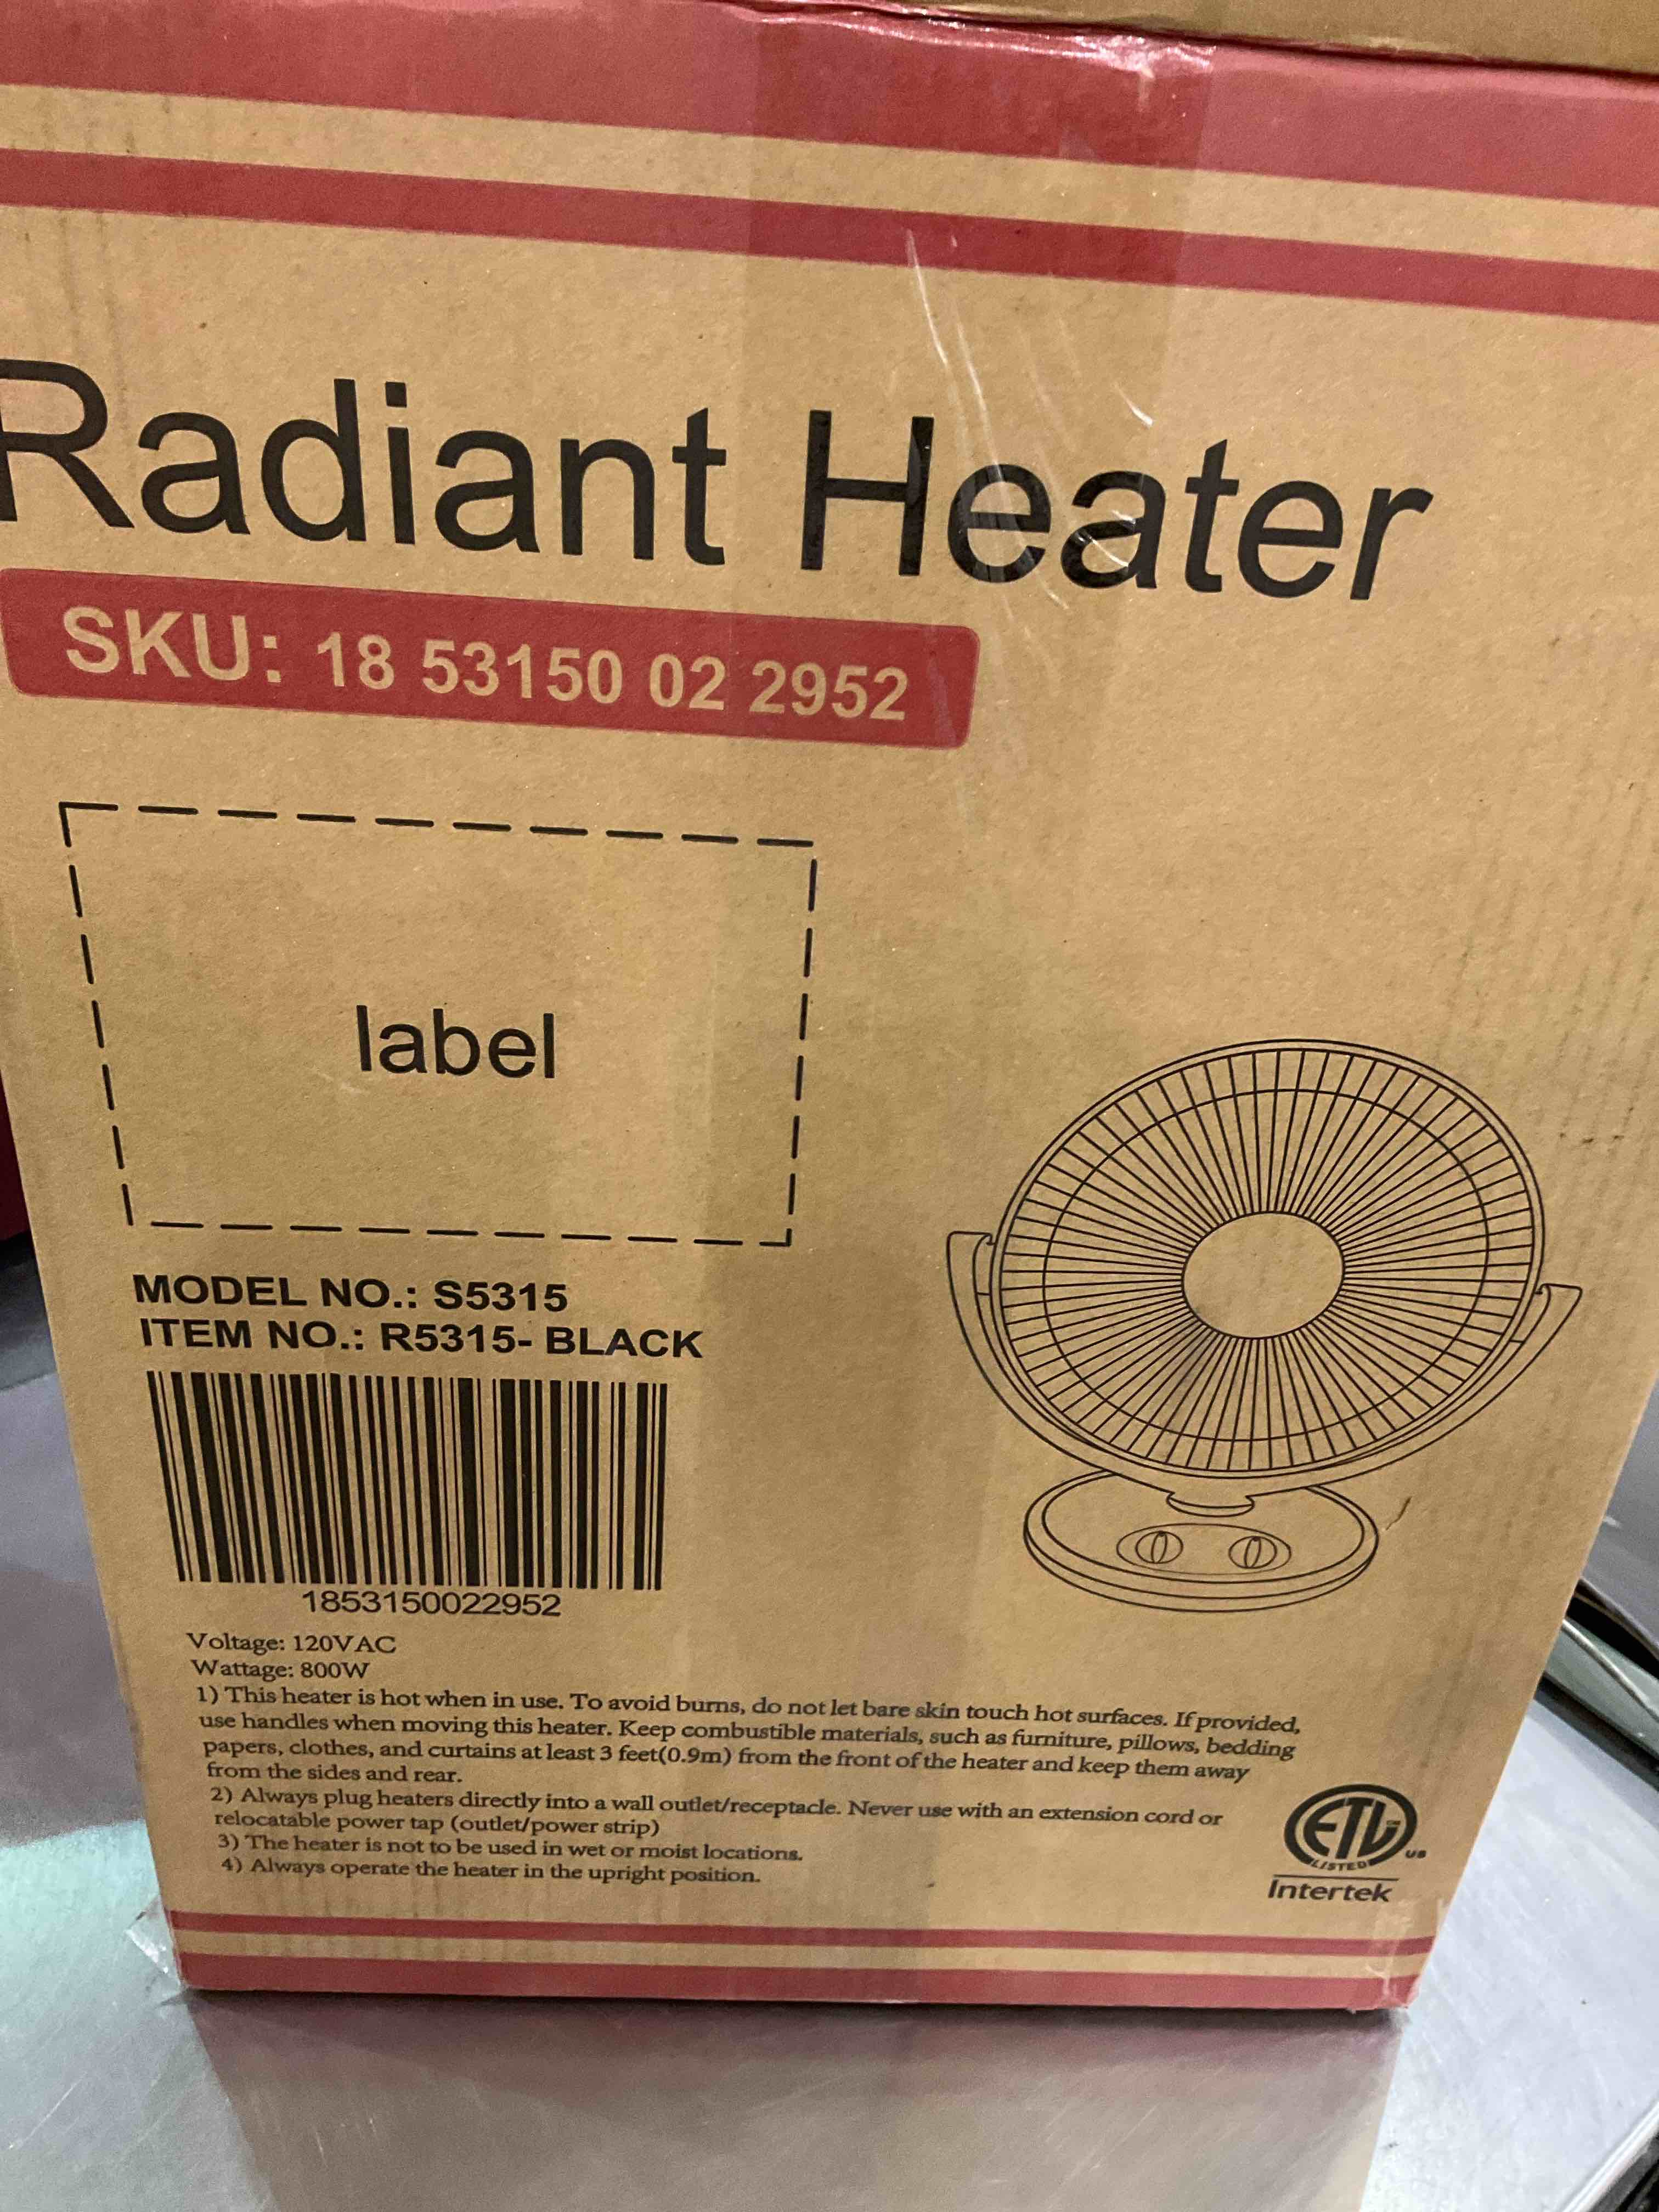 Radiant Heater
SKU: 18 53150 02 2952
label
MODEL NO.: S5315
ITEM NO.: R5315- BLACK
1853150022952
Voltage: 120VAC
Wattage: 800W
1) This heater is hot when in use. To avoid burns, do not let bare skin touch hot surfaces. If provided,
use handles when moving this heater. Keep combustible materials, such as furniture, pillows, bedding
papers, clothes, and curtains at least 3 feet(0.9m) from the front of the heater and keep them away
from the sides and rear.
2) Always plug heaters directly into a wall outlet/receptacle. Never use with an extension cord or
relocatable power tap (outlet/power strip)
3) The heater is not to be used in wet or moist locations.
4) Always operate the heater in the upright position.
ETL
LISTED
US
Intertek